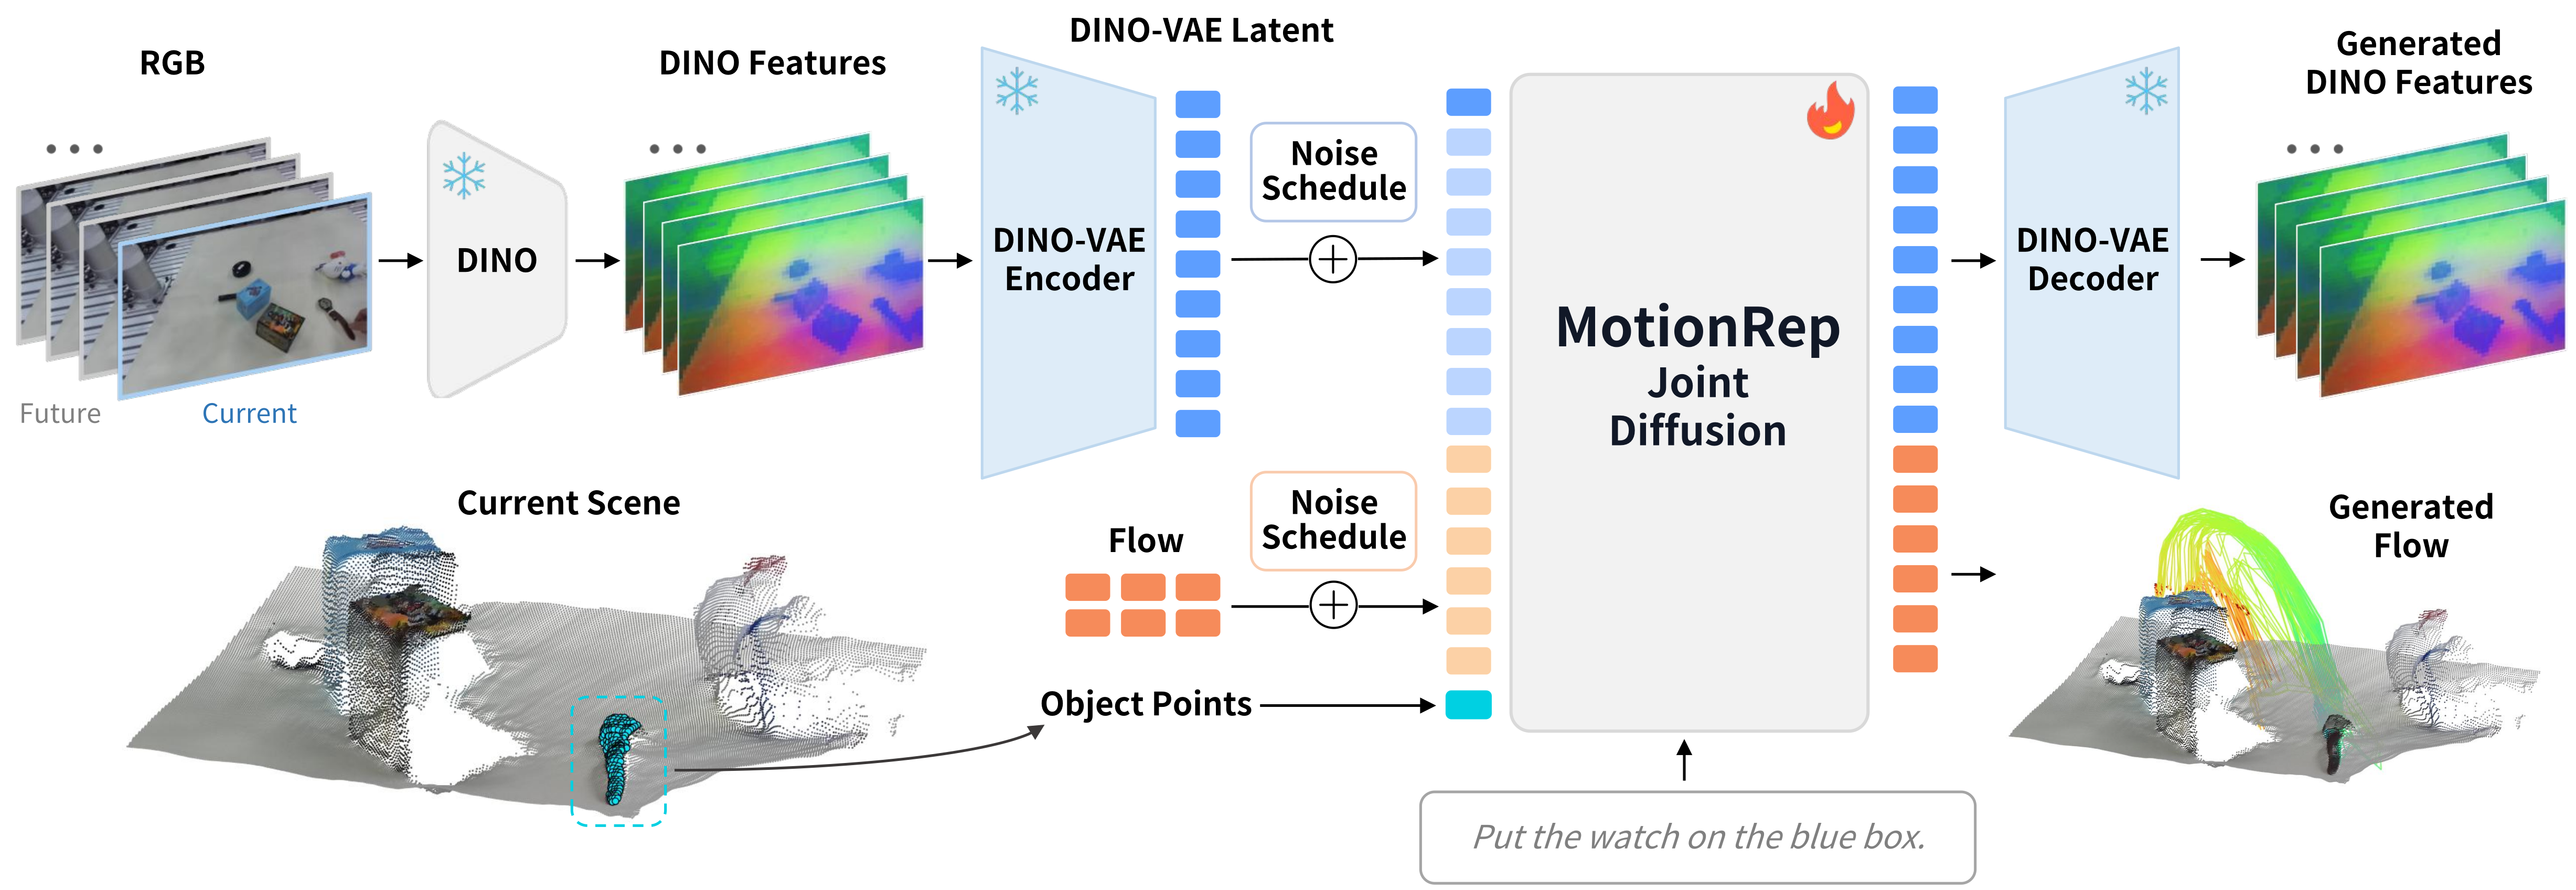 RGB
DINO Features
DINO-VAE Latent
Generated
DINO Features
DINO
DINO-VAE
Encoder
Noise
Schedule
MotionRep
Joint
Diffusion
DINO-VAE
Decoder
Future
Current
Current Scene
Flow
Noise
Schedule
Generated
Flow
Object Points
Put the watch on the blue box.